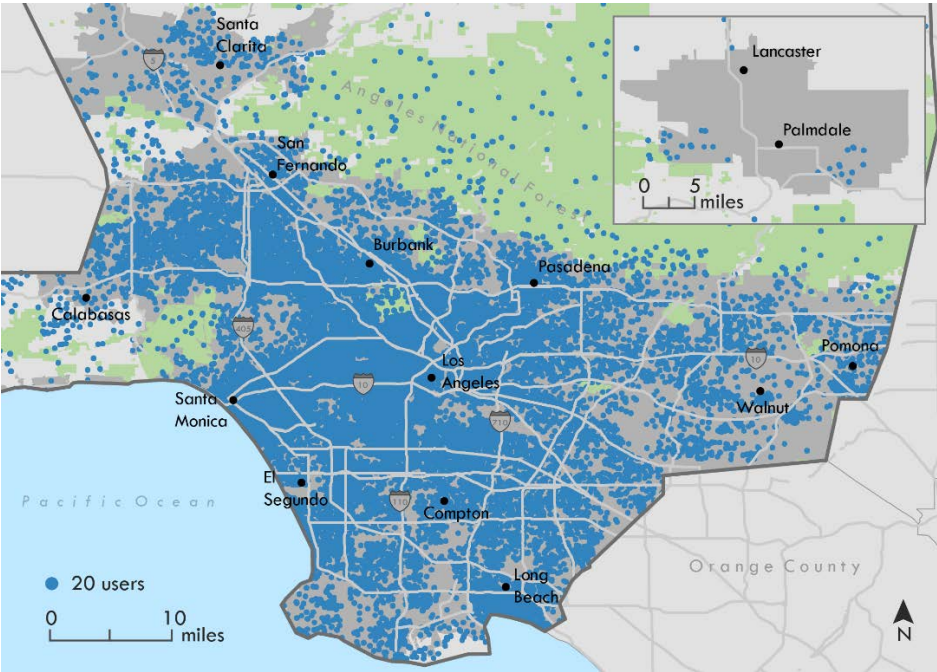 Santa
Clarita
5
Lancaster
Palmdale
0 5
miles
Angeles National Forest
San
Fernando
Burbank
Pasadena
Calabasas
405
Los
Angeles
10
10
Pomona
Walnut
Santa
Monica
710
El
Segundo
110
Compton
Pacific Ocean
Orange County
Long
Beach
20 users
0 10
miles
N